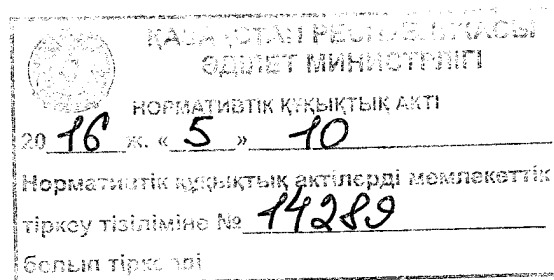 ҚАЗАҚСТАН РЕСПУБЛИКАСЫ
ӘДІЛЕТ МИНИСТРЛІГІ
НОРМАТИВТІК ҚҰҚЫҚТЫҚ АКТІ
20 16 ж. « 5 » 10
Нормативтік құқықтық актілерді мемлекеттік
тіркеу тізіліміне № 14289
болып тіркелді